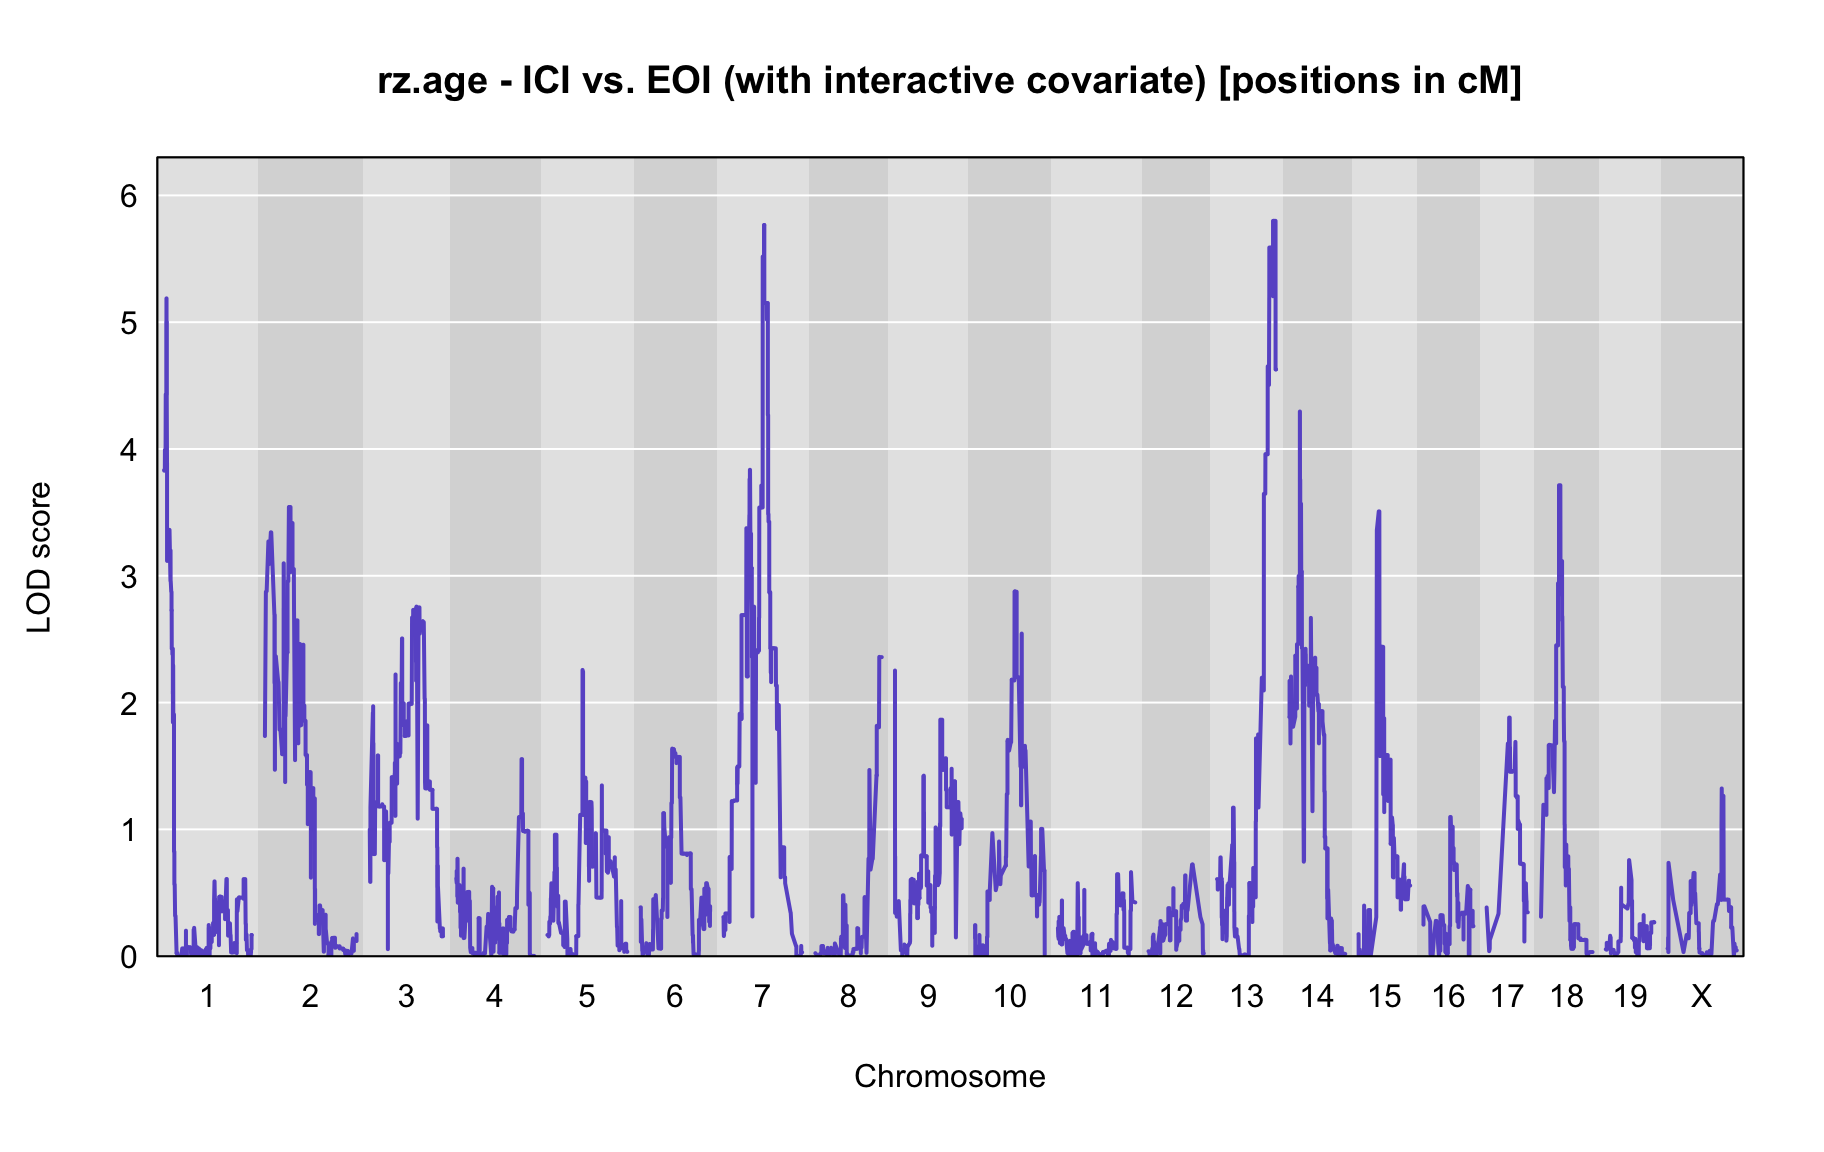 rz.age - ICI vs. EOI (with interactive covariate) [positions in cM]
6
5
4
3
2
1
0
LOD score
1 2 3 4 5 6 7 8 9 10 11 12 13 14 15 16 17 18 19 X
Chromosome